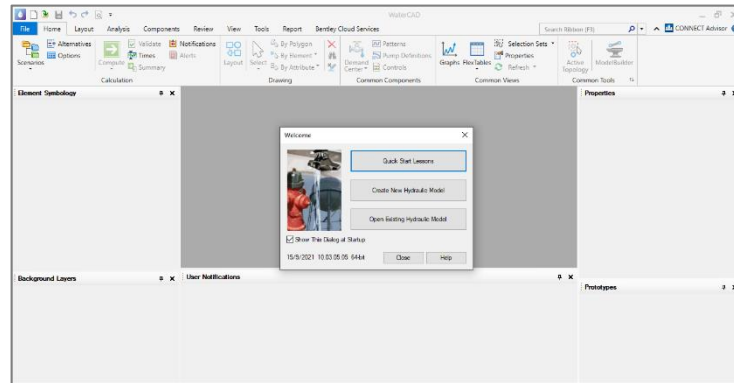 WaterCAD
File Home Layout Analysis Components Review View Tools Report Bentley Cloud Services
Search Ribbon (F3)
CONNECT Advisor
Scenarios
Alternatives
Options
Compute
Validate
Times
Summary
Notifications
Alerts
Calculation
Layout
Select
By Polygon
By Element
By Attribute
Drawing
Demand Center
Patterns
Pump Definitions
Controls
Common Components
Graphs
FlexTables
Selection Sets
Properties
Refresh
Common Views
Active Topology
ModelBuilder
Common Tools
Element Symbology
Properties
Welcome
Quick Start Lessons
Create New Hydraulic Model
Open Existing Hydraulic Model
Show This Dialog at Startup
15/5/2021 10.03.05.05 64-bit
Close
Help
Background Layers
User Notifications
Prototypes